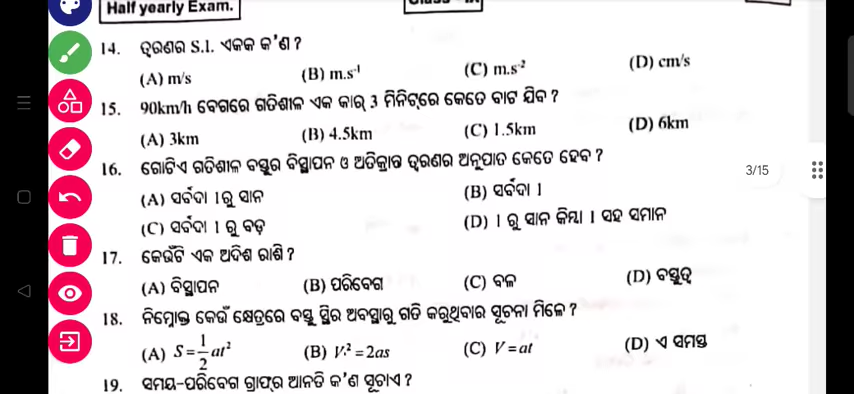 Half yearly Exam.
14. ତ୍ୱରଣର S.I. ଏକକ କ'ଣ ?
(A) m/s (B) m.s⁻¹ (C) m.s⁻² (D) cm/s
15. 90km/h ବେଗରେ ଗତିଶୀଳ ଏକ କାର୍ 3 ମିନିଟ୍‌ରେ କେତେ ବାଟ ଯିବ ?
(A) 3km (B) 4.5km (C) 1.5km (D) 6km
16. ଗୋଟିଏ ଗତିଶୀଳ ବସ୍ତୁର ବିସ୍ଥାପନ ଓ ଅତିକ୍ରାନ୍ତ ତ୍ୱରଣର ଅନୁପାତ କେତେ ହେବ ?
3/15
(A) ସର୍ବଦା 1ରୁ ସାନ (B) ସର୍ବଦା 1
(C) ସର୍ବଦା 1 ରୁ ବଡ଼ (D) 1 ରୁ ସାନ କିମ୍ବା 1 ସହ ସମାନ
17. କେଉଁଟି ଏକ ଅଦିଶ ରାଶି ?
(A) ବିସ୍ଥାପନ (B) ପରିବେଗ (C) ବଳ (D) ବସ୍ତୁତ୍ୱ
18. ନିମ୍ନୋକ୍ତ କେଉଁ କ୍ଷେତ୍ରରେ ବସ୍ତୁ ସ୍ଥିର ଅବସ୍ଥାରୁ ଗତି କରୁଥିବାର ସୂଚନା ମିଳେ ?
(A) S = 1/2 at² (B) V² = 2as (C) V = at (D) ଏ ସମସ୍ତ
19. ସମୟ-ପରିବେଗ ଗ୍ରାଫ୍‌ର ଆନତି କ'ଣ ସୂଚାଏ ?